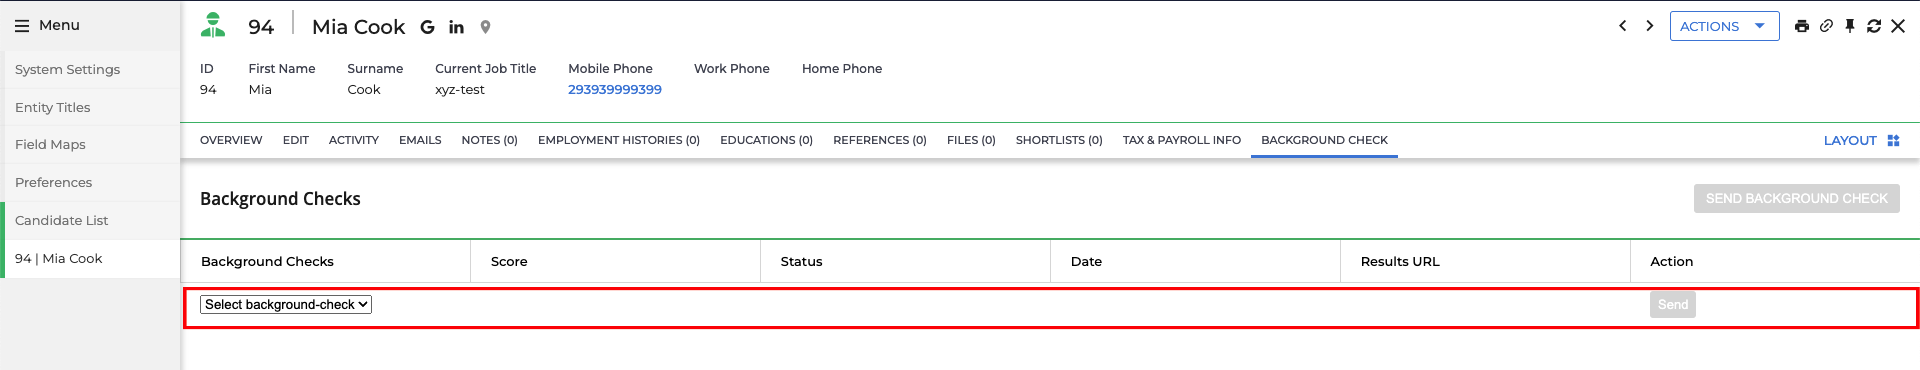 Menu
System Settings
Entity Titles
Field Maps
Preferences
Candidate List
94 | Mia Cook
94 Mia Cook G in
ACTIONS
ID First Name Surname Current Job Title Mobile Phone Work Phone Home Phone
94 Mia Cook xyz-test 293939999399
OVERVIEW EDIT ACTIVITY EMAILS NOTES (0) EMPLOYMENT HISTORIES (0) EDUCATIONS (0) REFERENCES (0) FILES (0) SHORTLISTS (0) TAX & PAYROLL INFO BACKGROUND CHECK LAYOUT
Background Checks SEND BACKGROUND CHECK
Background Checks Score Status Date Results URL Action
Select background-check Send